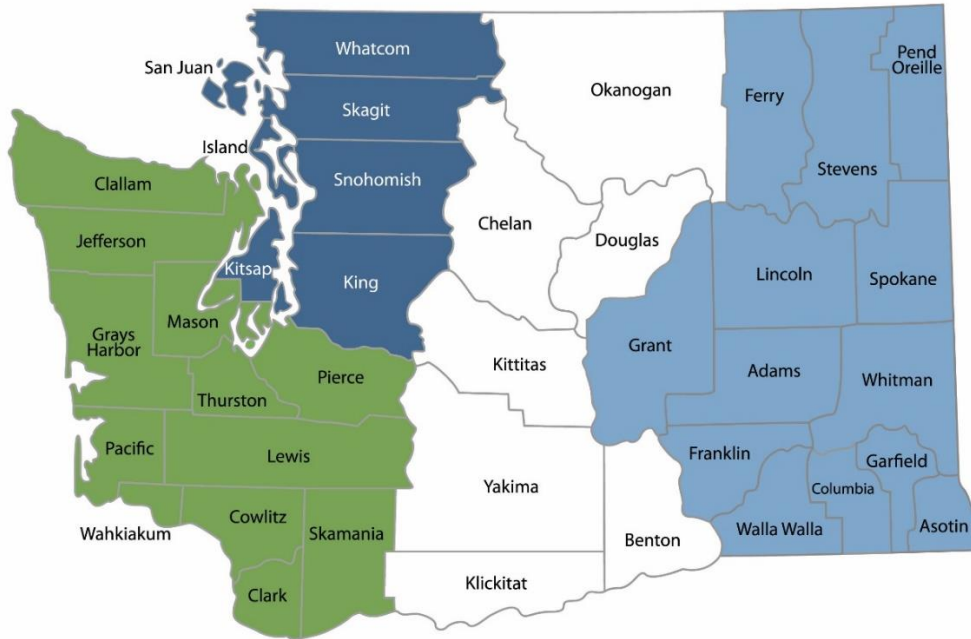 Whatcom
San Juan
Skagit
Island
Snohomish
Clallam
Jefferson
Kitsap
King
Mason
Grays
Harbor
Pierce
Thurston
Pacific
Lewis
Wahkiakum
Cowlitz
Skamania
Clark
Okanogan
Chelan
Douglas
Kittitas
Yakima
Klickitat
Benton
Ferry
Pend
Oreille
Stevens
Lincoln
Spokane
Grant
Adams
Whitman
Franklin
Garfield
Columbia
Walla Walla
Asotin